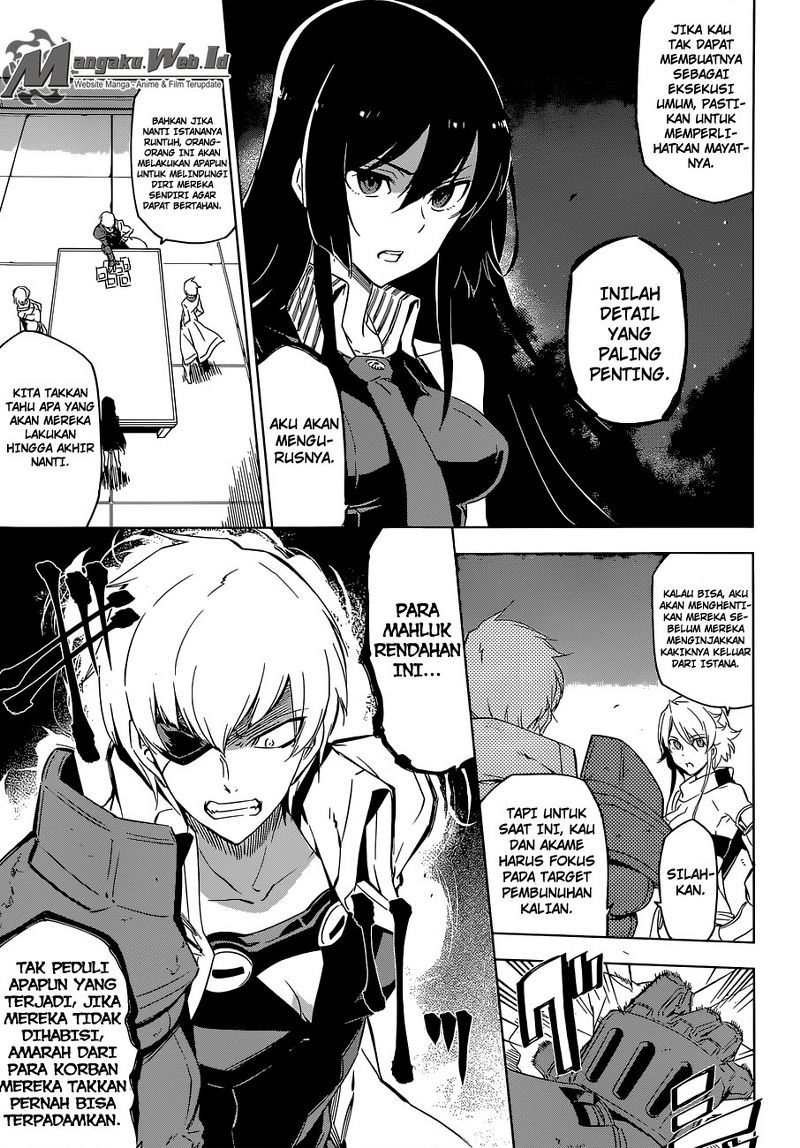 Mangaku.Web.Id
Website Manga - Anime & Film Terupdate
JIKA KAU
TAK DAPAT
MEMBUATNYA
SEBAGAI
EKSEKUSI
UMUM, PASTI-
KAN UNTUK
MEMPERLI-
HATKAN MAYAT-
NYA.
INILAH
DETAIL
YANG
PALING
PENTING.
AKU AKAN
MENGU-
RUSNYA.
BAHKAN JIKA
NANTI ISTANANYA
RUNTUH, ORANG-
ORANG INI AKAN
MELAKUKAN APAPUN
UNTUK MELINDUNGI
DIRI MEREKA
SENDIRI AGAR
DAPAT BERTAHAN.
KITA TAKKAN
TAHU APA YANG
AKAN MEREKA
LAKUKAN
HINGGA AKHIR
NANTI.
KALAU BISA, AKU
AKAN MENGHENTI-
KAN MEREKA SE-
BELUM MEREKA
MENGINJAKKAN
KAKIKNYA KELUAR
DARI ISTANA.
SILAH-
KAN.
TAPI UNTUK
SAAT INI, KAU
DAN AKAME
HARUS FOKUS
PADA TARGET
PEMBUNUHAN
KALIAN.
PARA
MAHLUK
RENDAHAN
INI...
TAK PEDULI
APAPUN YANG
TERJADI, JIKA
MEREKA TIDAK
DIHABISI,
AMARAH DARI
PARA KORBAN
MEREKA TAKKAN
PERNAH BISA
TERPADAMKAN.